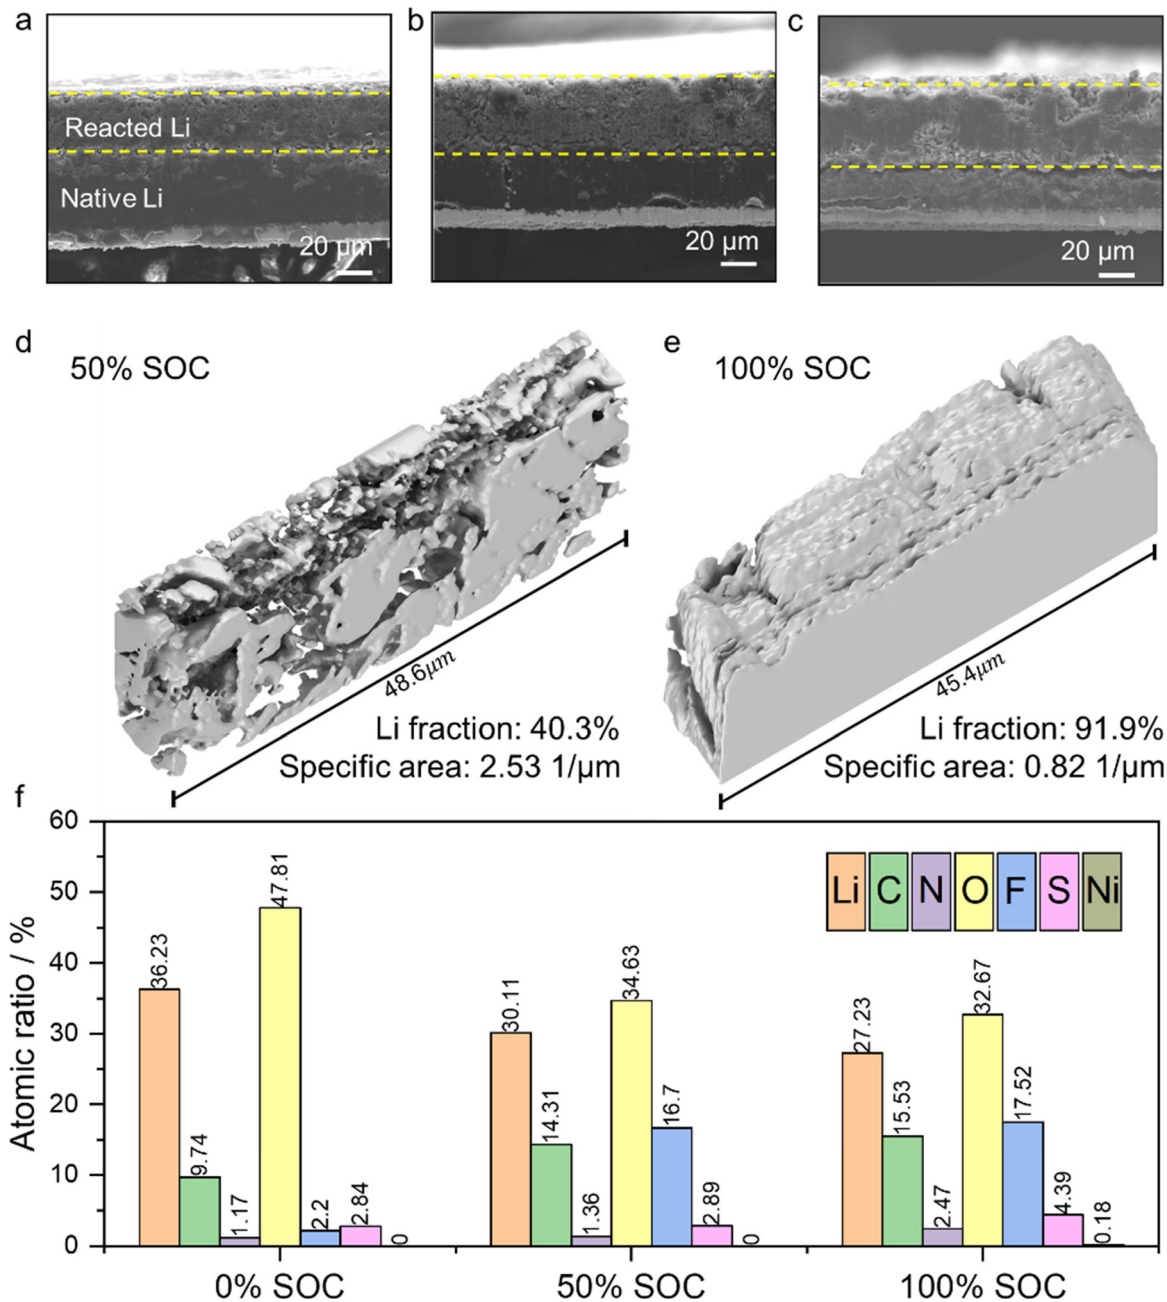 a
b
c
Reacted Li
Native Li
20 µm
20 µm
20 µm
d
50% SOC
48.6µm
Li fraction: 40.3%
Specific area: 2.53 1/µm
e
100% SOC
45.4µm
Li fraction: 91.9%
Specific area: 0.82 1/µm
f
Atomic ratio / %
60
50
40
30
20
10
0
36.23
9.74
1.17
47.81
2.2
2.84
0
30.11
14.31
1.36
34.63
16.7
2.89
0
27.23
15.53
2.47
32.67
17.52
4.39
0.18
Li C N O F S Ni
0% SOC
50% SOC
100% SOC